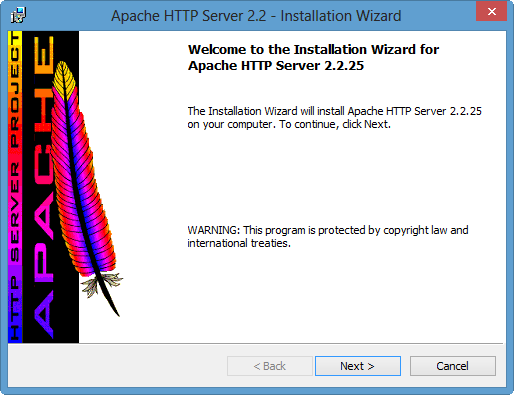 Apache HTTP Server 2.2 - Installation Wizard
HTTP SERVER PROJECT
APACHE
Welcome to the Installation Wizard for
Apache HTTP Server 2.2.25
The Installation Wizard will install Apache HTTP Server 2.2.25
on your computer. To continue, click Next.
WARNING: This program is protected by copyright law and
international treaties.
< Back
Next >
Cancel